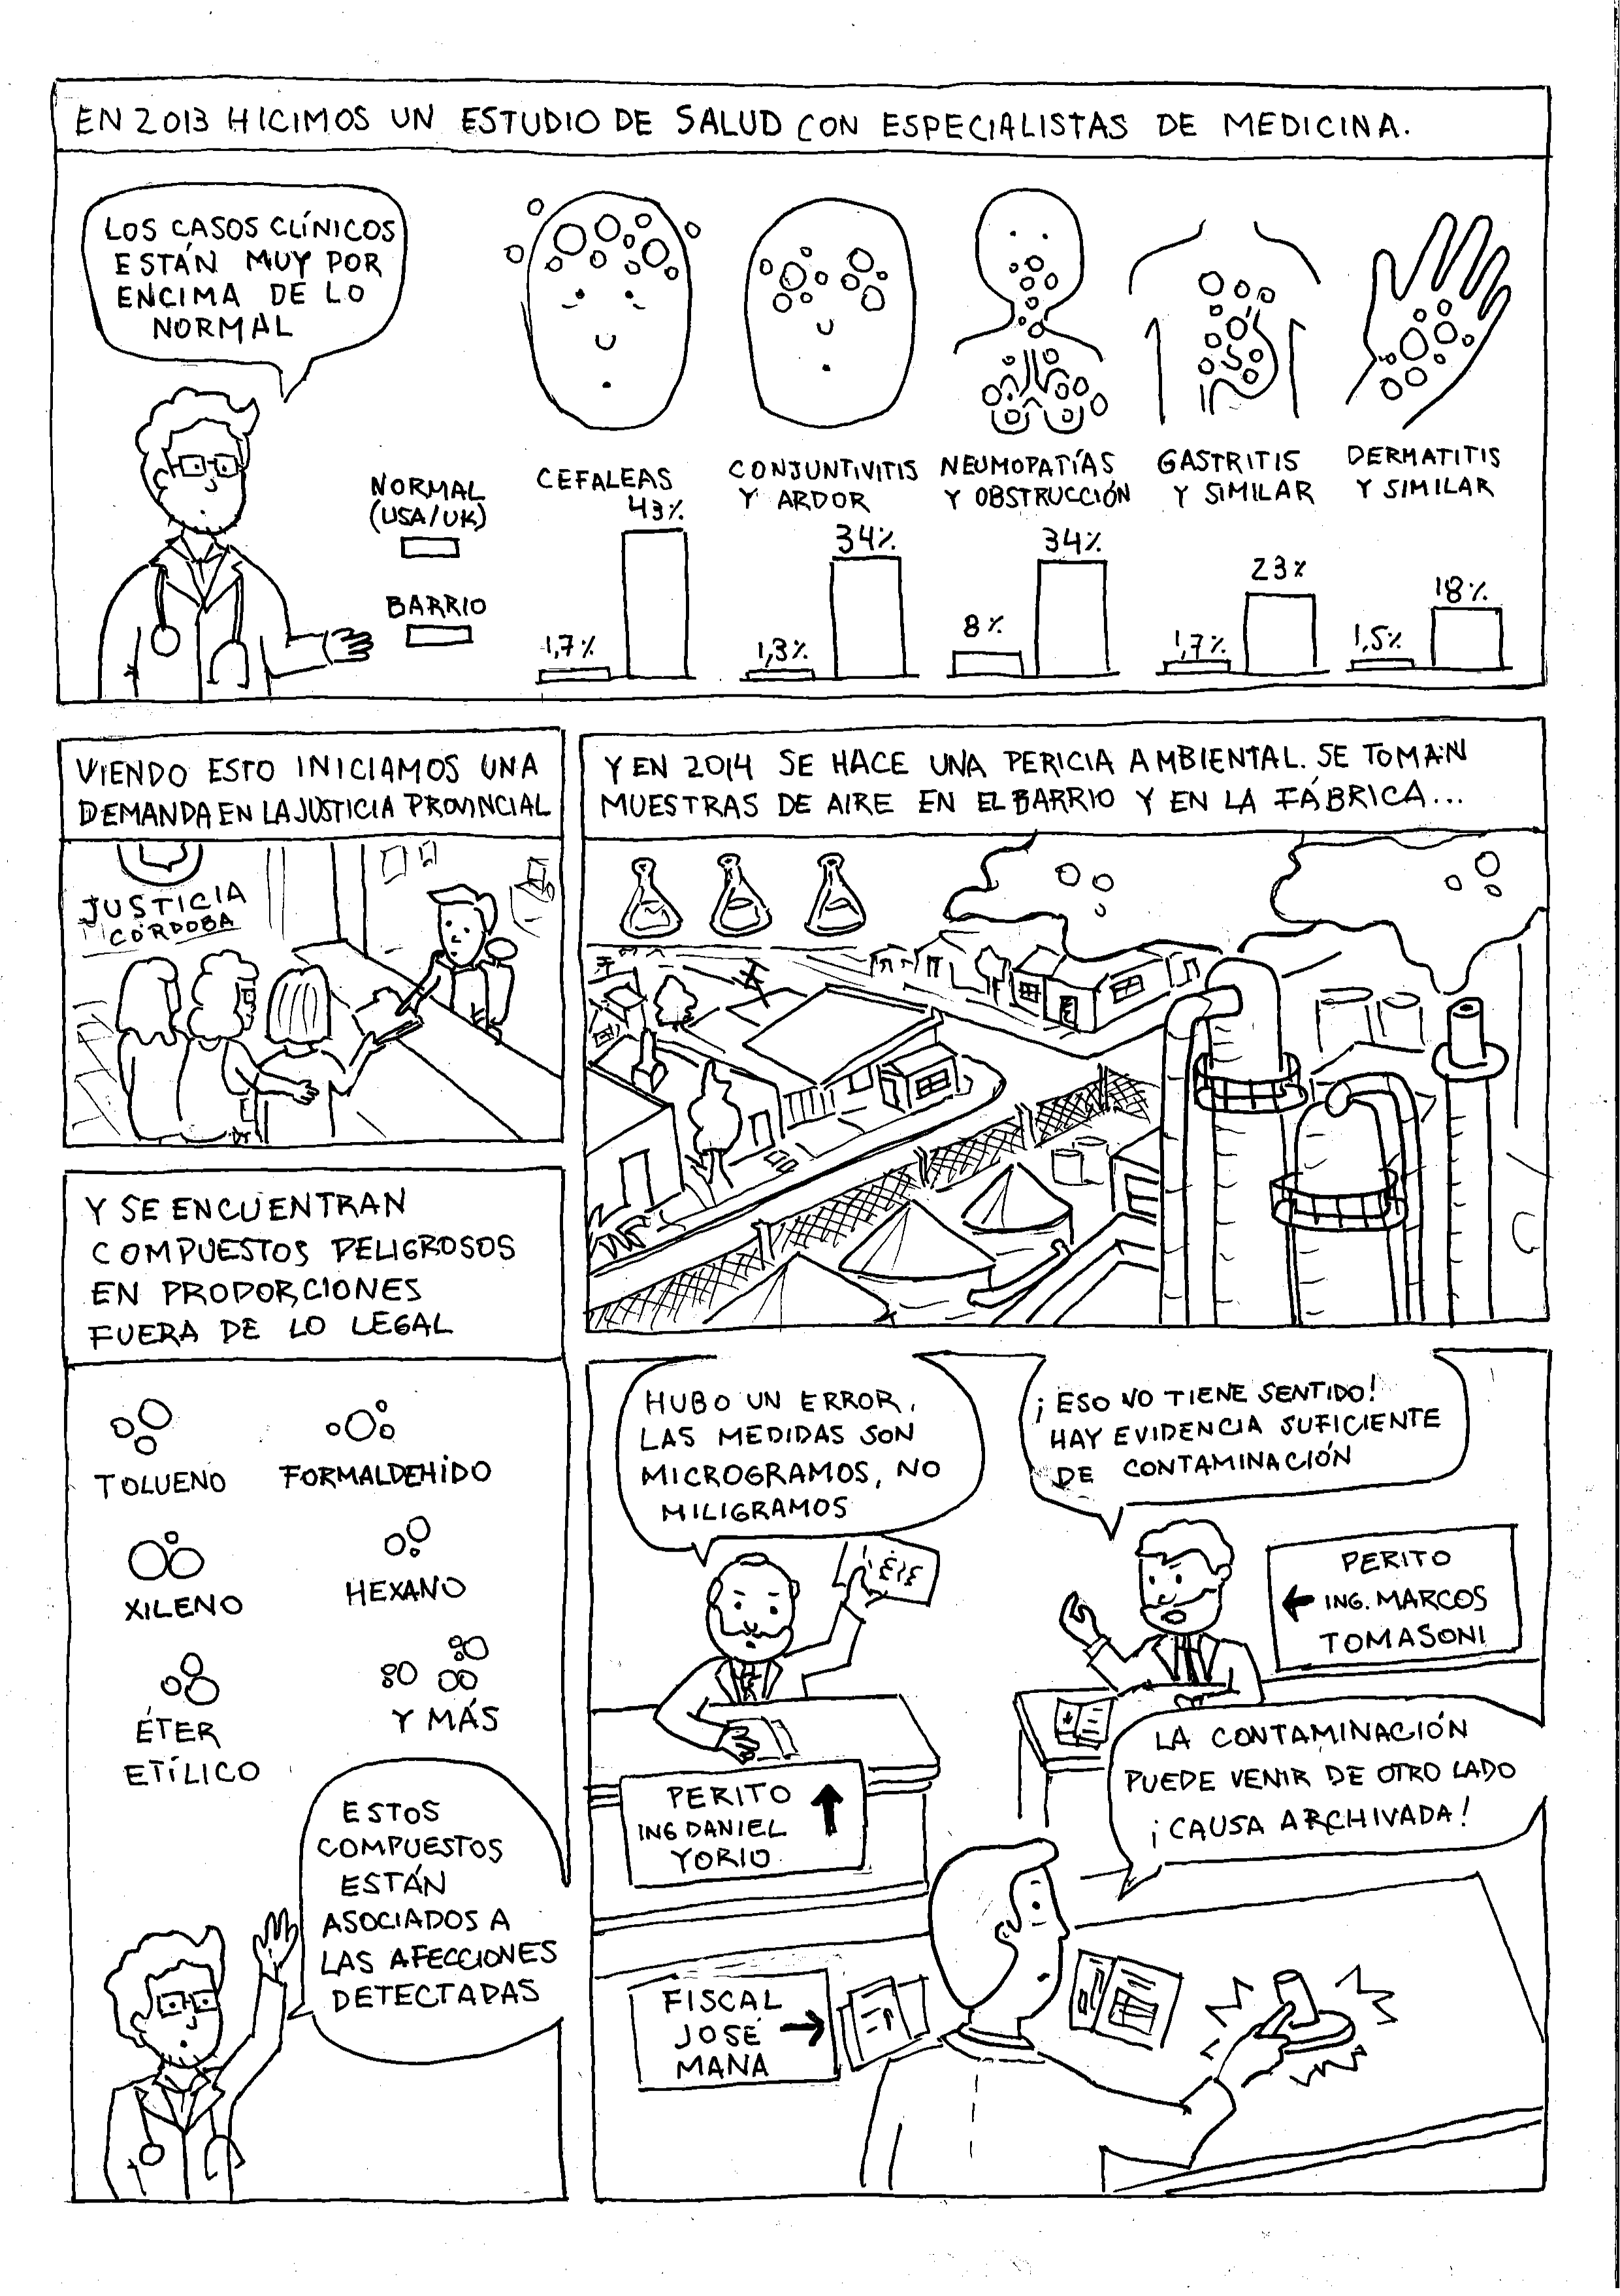 EN 2013 HICIMOS UN ESTUDIO DE SALUD CON ESPECIALISTAS DE MEDICINA.
LOS CASOS CLÍNICOS
ESTÁN MUY POR
ENCIMA DE LO
NORMAL
NORMAL
(USA/UK)
BARRIO
CEFALEAS
43%
1,7%
CONJUNTIVITIS
Y ARDOR
34%
1,3%
NEUMOPATÍAS
Y OBSTRUCCIÓN
34%
8%
GASTRITIS
Y SIMILAR
23%
1,7%
DERMATITIS
Y SIMILAR
18%
1,5%
VIENDO ESTO INICIAMOS UNA
DEMANDA EN LA JUSTICIA PROVINCIAL
JUSTICIA
CÓRDOBA
Y EN 2014 SE HACE UNA PERICIA AMBIENTAL. SE TOMAN
MUESTRAS DE AIRE EN EL BARRIO Y EN LA FÁBRICA...
Y SE ENCUENTRAN
COMPUESTOS PELIGROSOS
EN PROPORCIONES
FUERA DE LO LEGAL
TOLUENO
FORMALDEHIDO
XILENO
HEXANO
ÉTER
ETÍLICO
Y MÁS
ESTOS
COMPUESTOS
ESTÁN
ASOCIADOS A
LAS AFECCIONES
DETECTADAS
HUBO UN ERROR,
LAS MEDIDAS SON
MICROGRAMOS, NO
MILIGRAMOS
¡ESO NO TIENE SENTIDO!
HAY EVIDENCIA SUFICIENTE
DE CONTAMINACIÓN
PERITO
← ING. MARCOS
TOMASONI
PERITO
ING DANIEL
YORIO
LA CONTAMINACIÓN
PUEDE VENIR DE OTRO LADO
¡CAUSA ARCHIVADA!
FISCAL
JOSÉ →
MANA